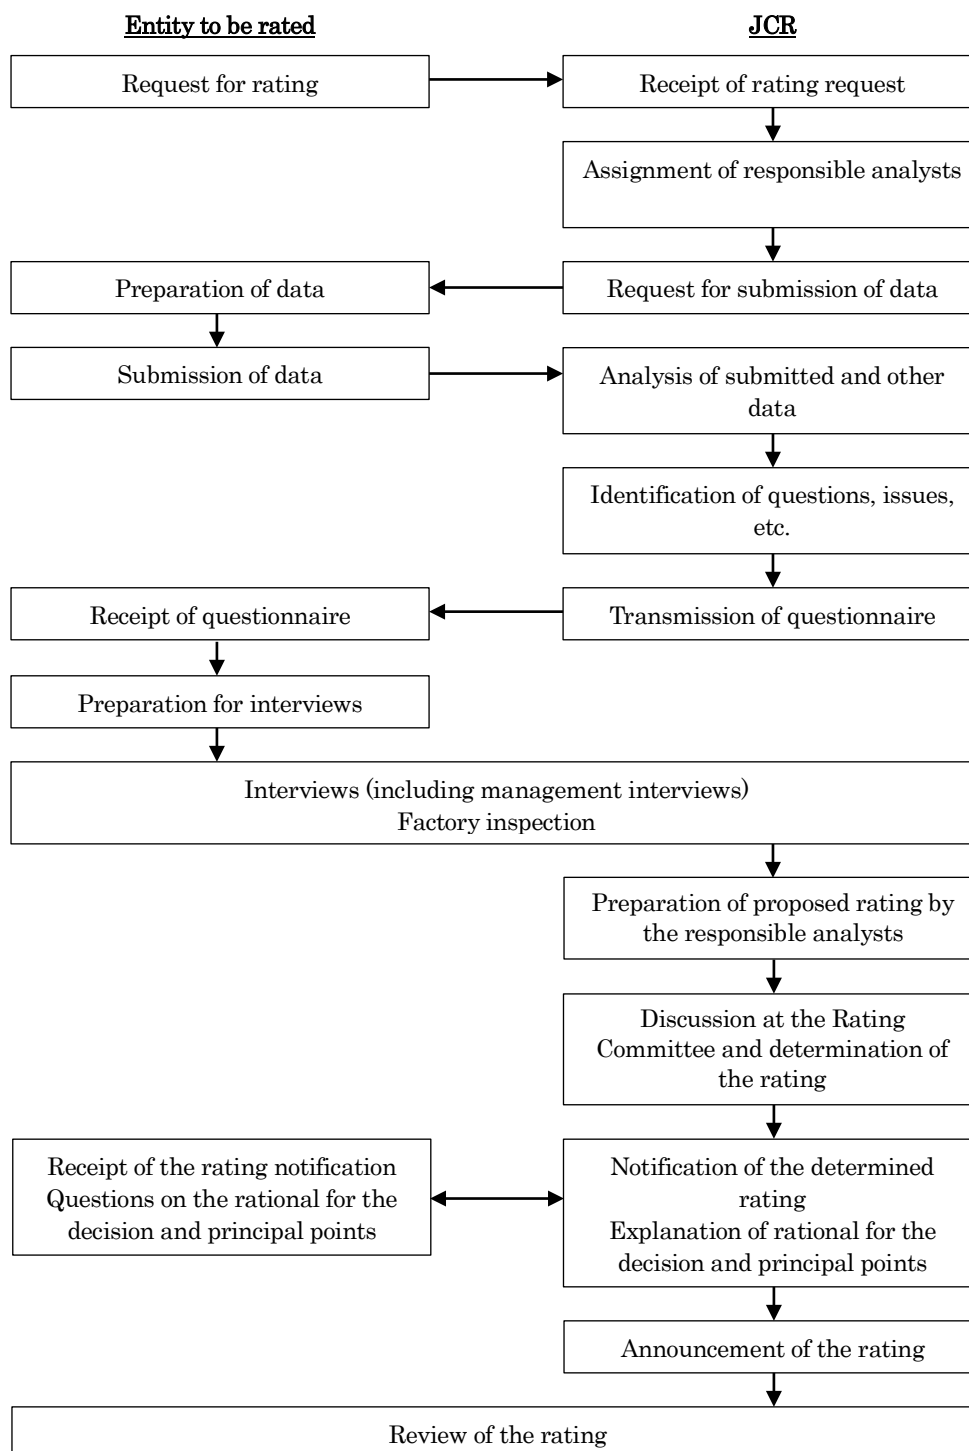 Entity to be rated
JCR
Request for rating
Receipt of rating request
Assignment of responsible analysts
Preparation of data
Request for submission of data
Submission of data
Analysis of submitted and other
data
Identification of questions, issues,
etc.
Receipt of questionnaire
Transmission of questionnaire
Preparation for interviews
Interviews (including management interviews)
Factory inspection
Preparation of proposed rating by
the responsible analysts
Discussion at the Rating
Committee and determination of
the rating
Receipt of the rating notification
Questions on the rational for the
decision and principal points
Notification of the determined
rating
Explanation of rational for the
decision and principal points
Announcement of the rating
Review of the rating